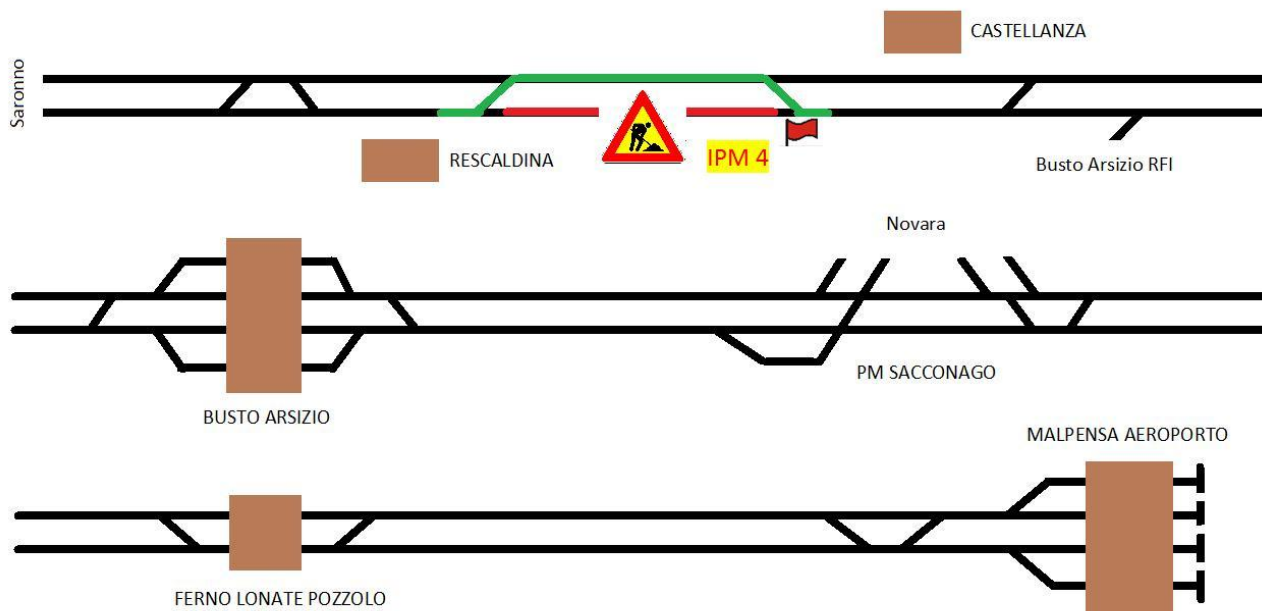 CASTELLANZA
Saronno
RESCALDINA
IPM 4
Busto Arsizio RFI
Novara
PM SACCONAGO
BUSTO ARSIZIO
MALPENSA AEROPORTO
FERNO LONATE POZZOLO